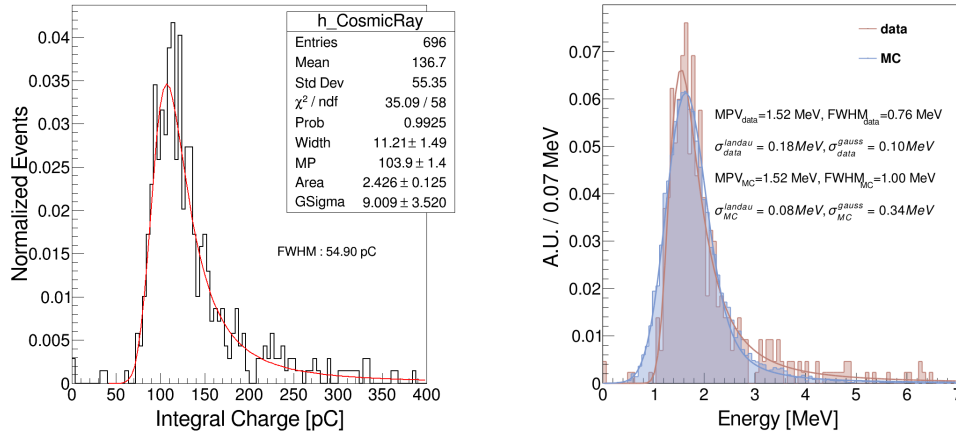 h_CosmicRay
Entries 696
Mean 136.7
Std Dev 55.35
χ² / ndf 35.09 / 58
Prob 0.9925
Width 11.21 ± 1.49
MP 103.9 ± 1.4
Area 2.426 ± 0.125
GSigma 9.009 ± 3.520
FWHM : 54.90 pC
Normalized Events
0.04
0.035
0.03
0.025
0.02
0.015
0.01
0.005
0
0 50 100 150 200 250 300 350 400
Integral Charge [pC]
data
MC
MPV_data=1.52 MeV, FWHM_data=0.76 MeV
σ_data^landau = 0.18MeV, σ_data^gauss = 0.10MeV
MPV_MC=1.52 MeV, FWHM_MC=1.00 MeV
σ_MC^landau = 0.08MeV, σ_MC^gauss = 0.34MeV
A.U. / 0.07 MeV
0.07
0.06
0.05
0.04
0.03
0.02
0.01
0
0 1 2 3 4 5 6 7
Energy [MeV]